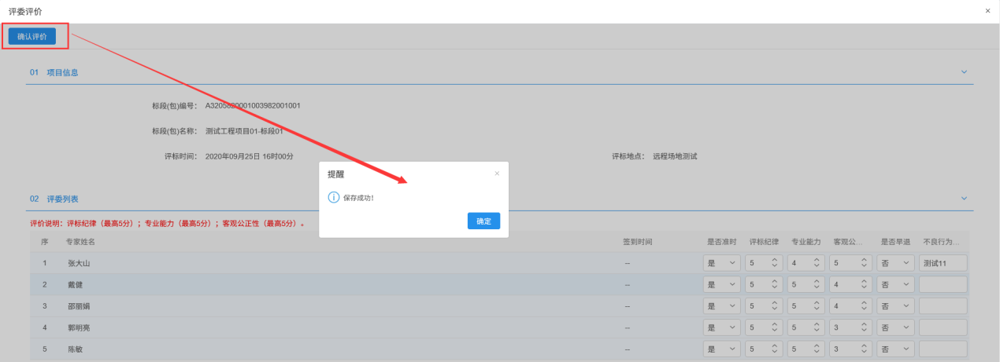 评委评价
确认评价
01 项目信息
标段(包)编号： A3205820001003982001001
标段(包)名称： 测试工程项目01-标段01
评标时间： 2020年09月25日 16时00分 评标地点： 远程场地测试
提醒
保存成功!
确定
02 评委列表
评价说明：评标纪律（最高5分）；专业能力（最高5分）；客观公正性（最高5分）。
序 专家姓名 签到时间 是否准时 评标纪律 专业能力 客观公... 是否早退 不良行为...
1 张大山 -- 是 5 4 5 否 测试11
2 戴健 -- 是 5 5 4 否
3 邵丽娟 -- 是 5 5 4 否
4 郭明亮 -- 是 5 5 3 否
5 陈敏 -- 是 5 5 3 否